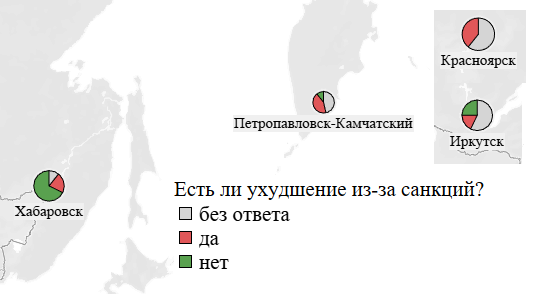 Красноярск
Петропавловск-Камчатский
Иркутск
Хабаровск
Есть ли ухудшение из-за санкций?
без ответа
да
нет